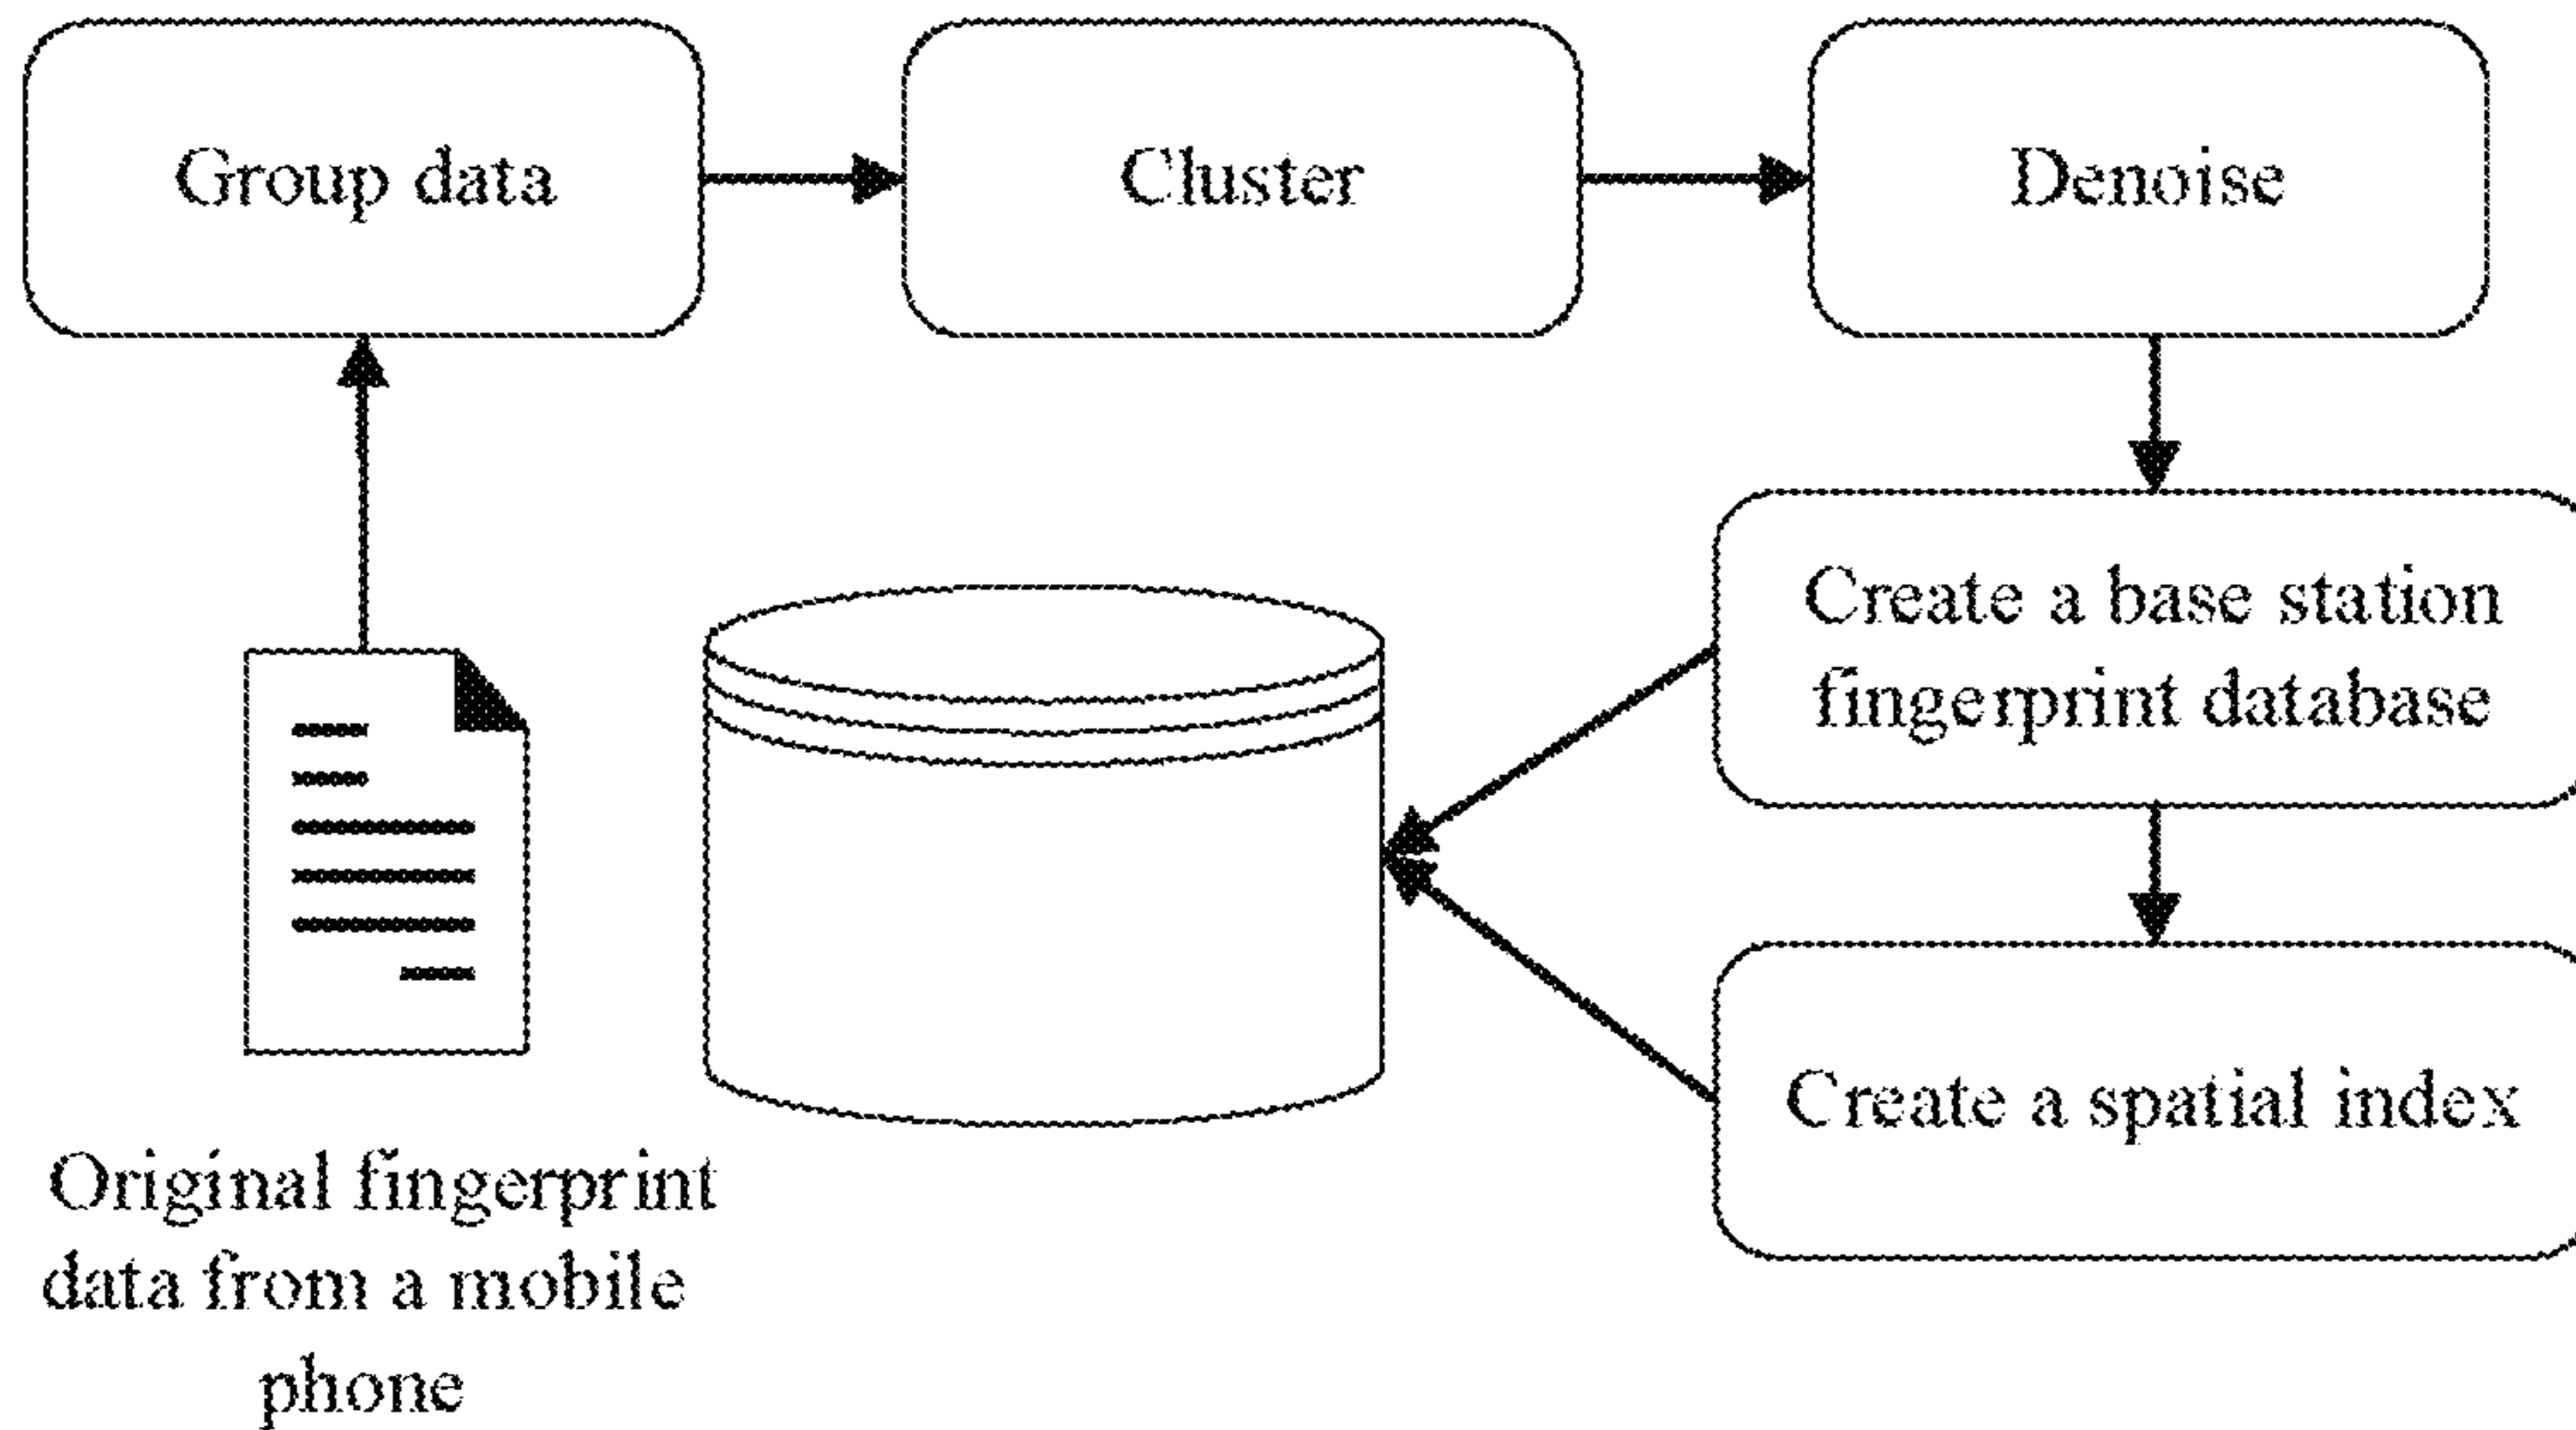 Group data
Cluster
Denoise
Create a base station
fingerprint database
Create a spatial index
Original fingerprint
data from a mobile
phone